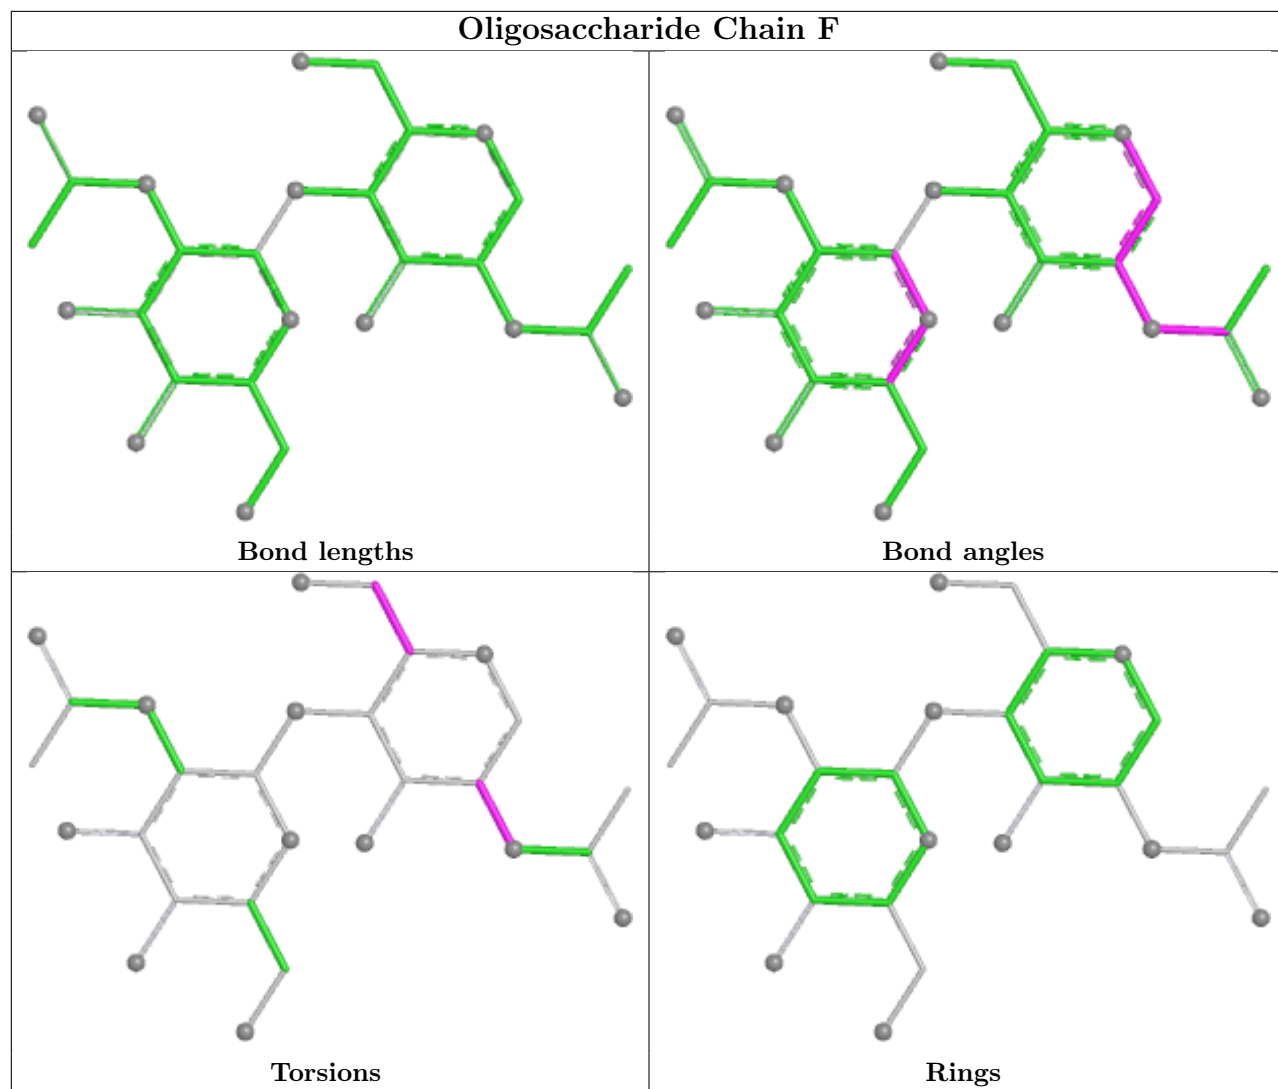 Oligosaccharide Chain F
Bond lengths
Bond angles
Torsions
Rings